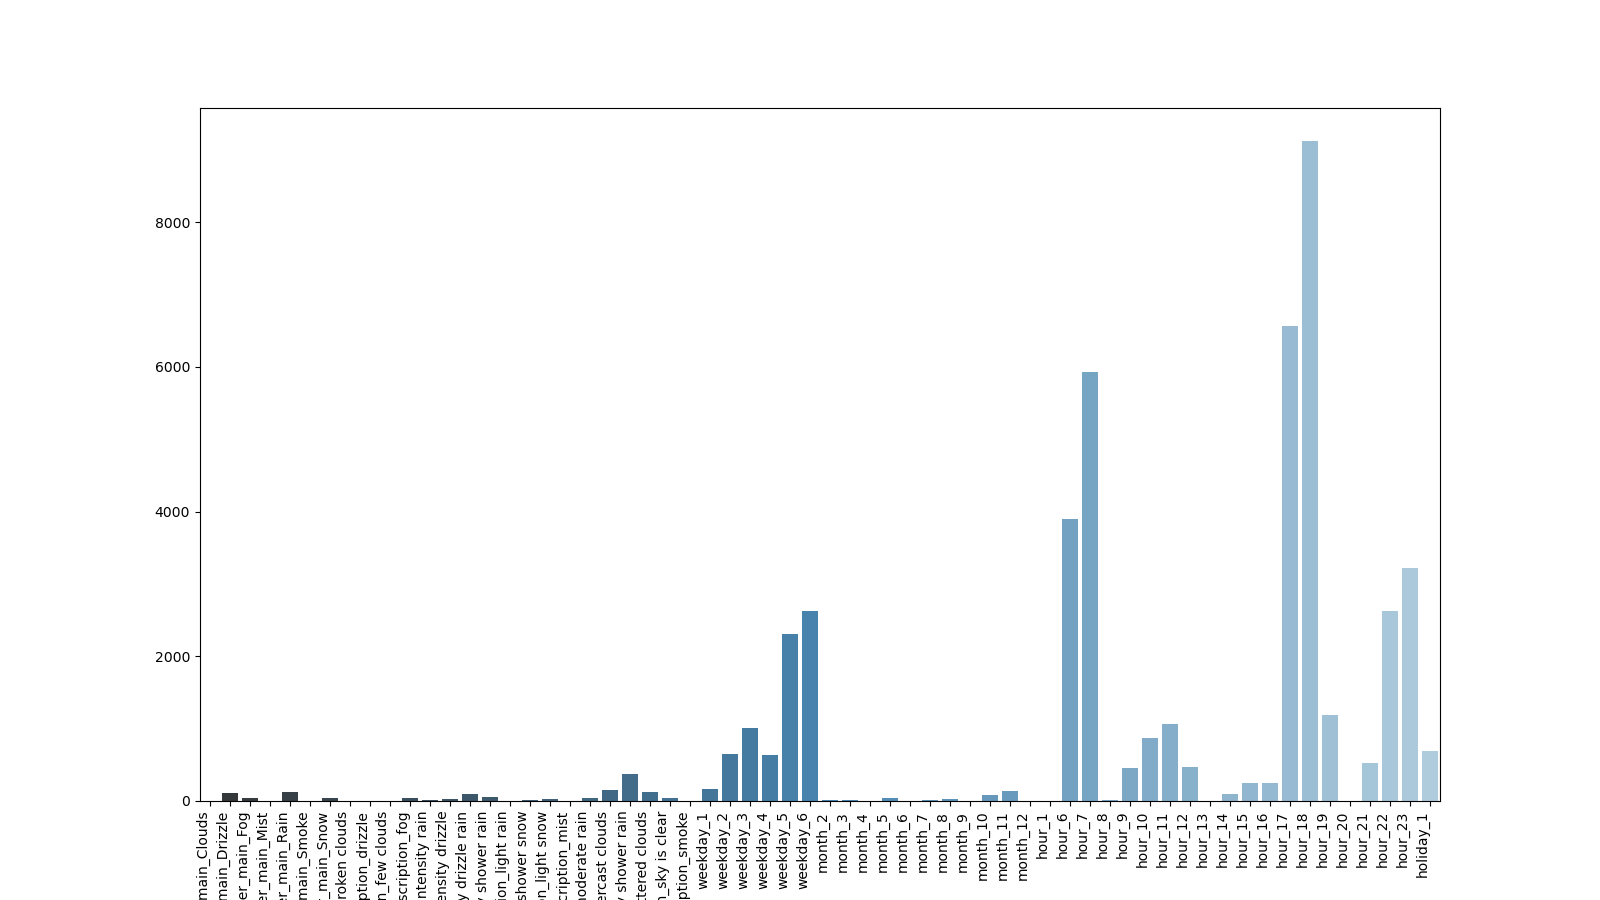 8000
6000
4000
2000
0
main_Clouds
main_Drizzle
er_main_Fog
er_main_Mist
er_main_Rain
main_Smoke
r_main_Snow
roken clouds
ption_drizzle
n_few clouds
scription_fog
ntensity rain
ensity drizzle
y drizzle rain
y shower rain
ion_light rain
shower snow
on_light snow
cription_mist
noderate rain
ercast clouds
y shower rain
ttered clouds
n_sky is clear
ption_smoke
weekday_1
weekday_2
weekday_3
weekday_4
weekday_5
weekday_6
month_2
month_3
month_4
month_5
month_6
month_7
month_8
month_9
month_10
month_11
month_12
hour_1
hour_6
hour_7
hour_8
hour_9
hour_10
hour_11
hour_12
hour_13
hour_14
hour_15
hour_16
hour_17
hour_18
hour_19
hour_20
hour_21
hour_22
hour_23
holiday_1